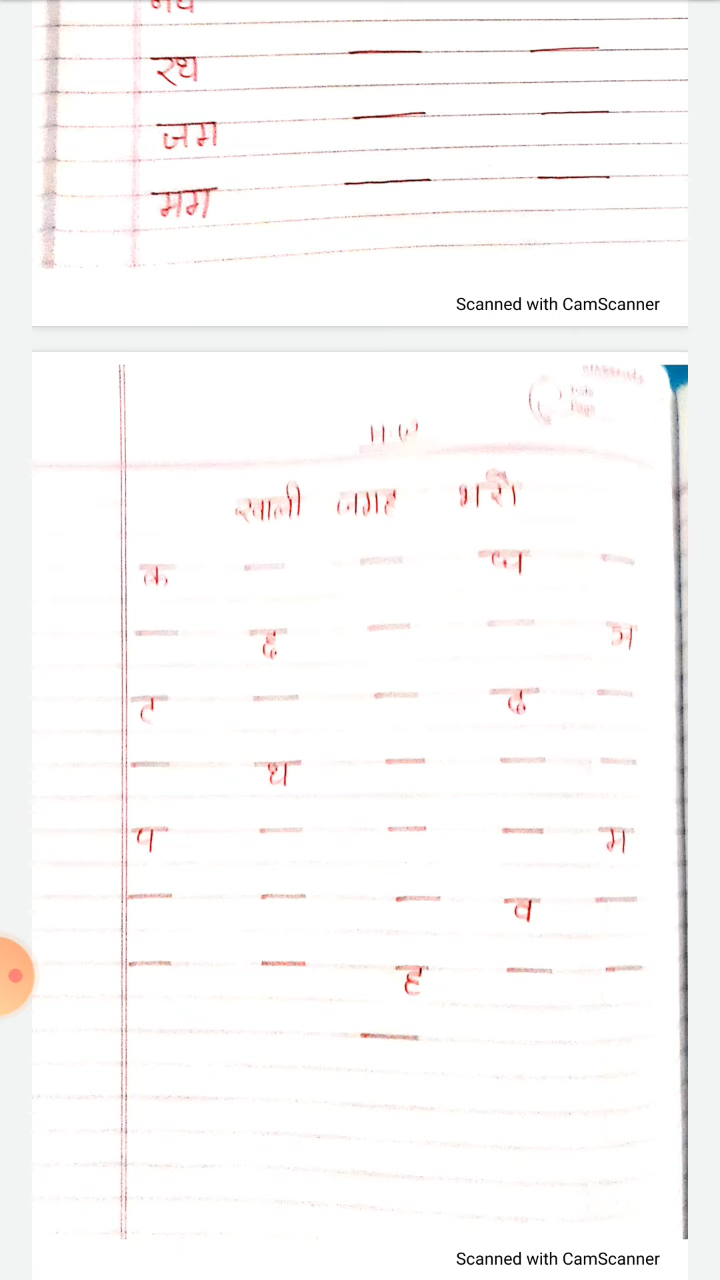 रथ
जग
मग
Scanned with CamScanner
H.W
खाली जगह भरो
क — — घ —
— छ — — ञ
ट — — ढ —
— थ — — —
प — — — म
— — — व —
— — ह — —
—
Scanned with CamScanner